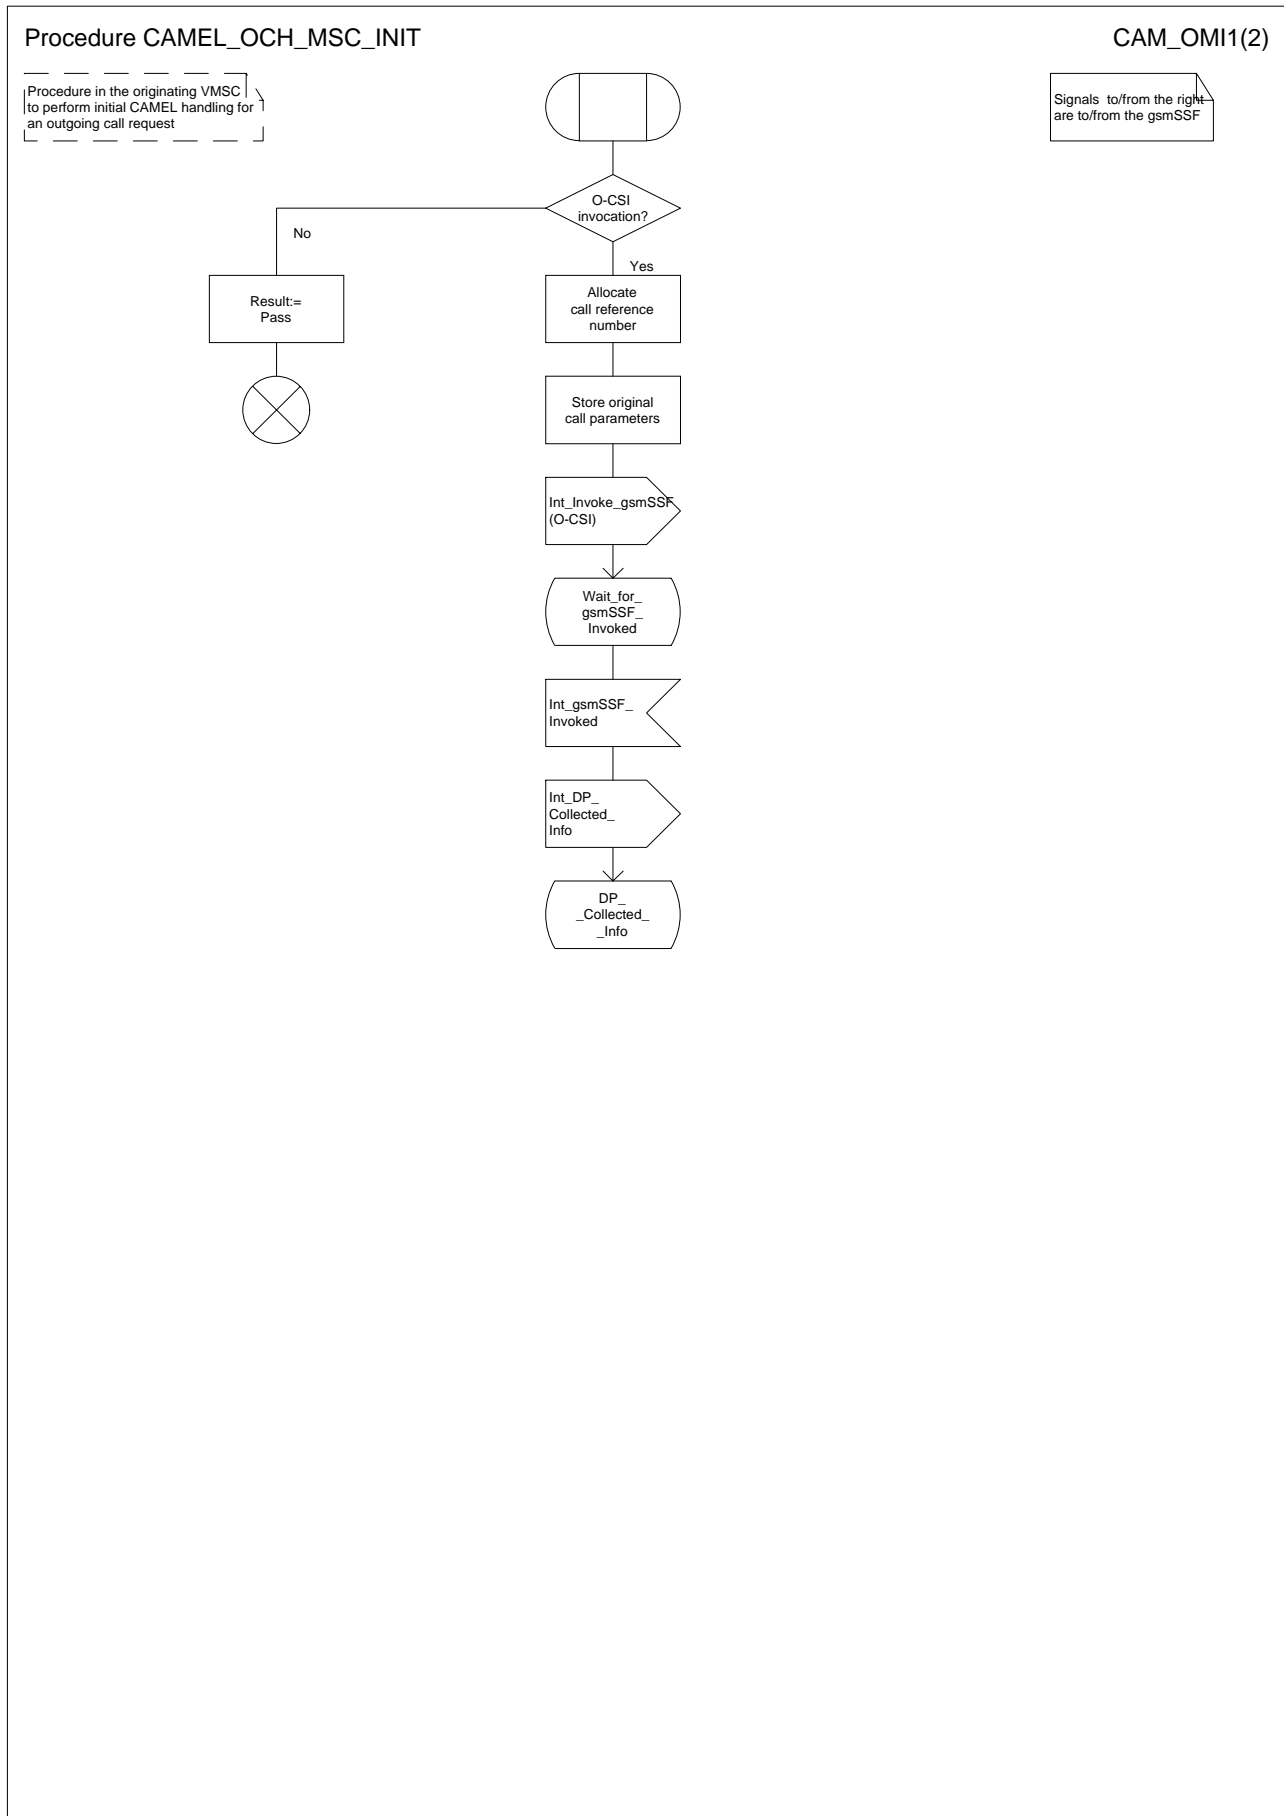 Procedure CAMEL_OCH_MSC_INIT
CAM_OMI1(2)
Procedure in the originating VMSC
to perform initial CAMEL handling for
an outgoing call request
Signals to/from the right
are to/from the gsmSSF
O-CSI
invocation?
No
Yes
Result:=
Pass
Allocate
call reference
number
Store original
call parameters
Int_Invoke_gsmSSF
(O-CSI)
Wait_for_
gsmSSF_
Invoked
Int_gsmSSF_
Invoked
Int_DP_
Collected_
Info
DP_
_Collected_
_Info